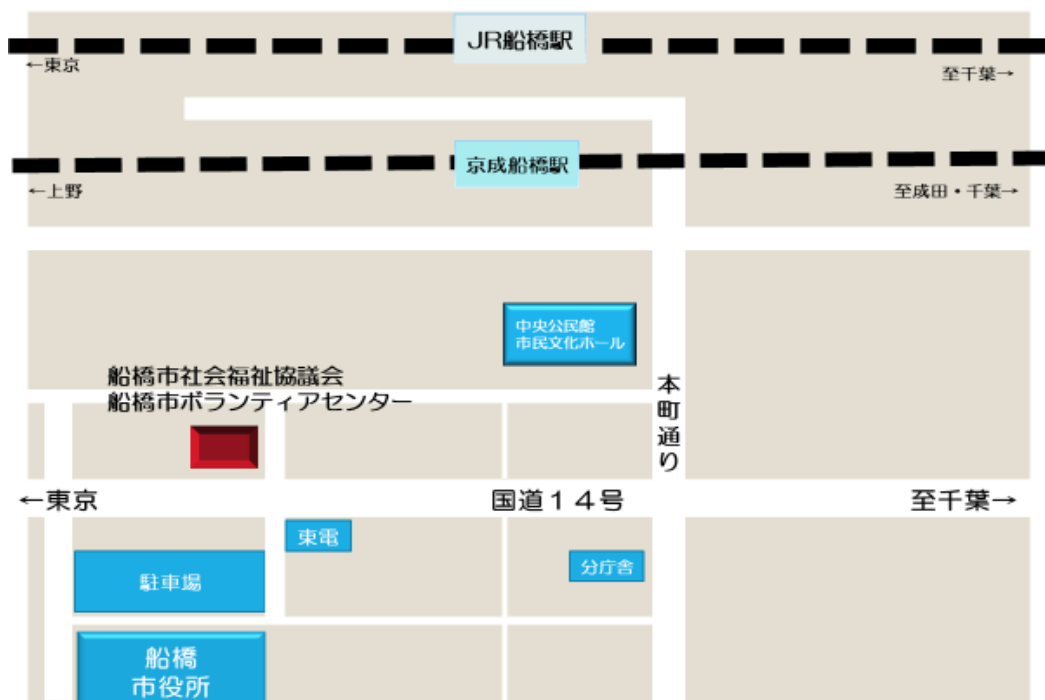 JR船橋駅
←東京
至千葉→
京成船橋駅
←上野
至成田・千葉→
中央公民館
市民文化ホール
船橋市社会福祉協議会
船橋市ボランティアセンター
本町通り
←東京
国道14号
至千葉→
東電
分庁舎
駐車場
船橋
市役所